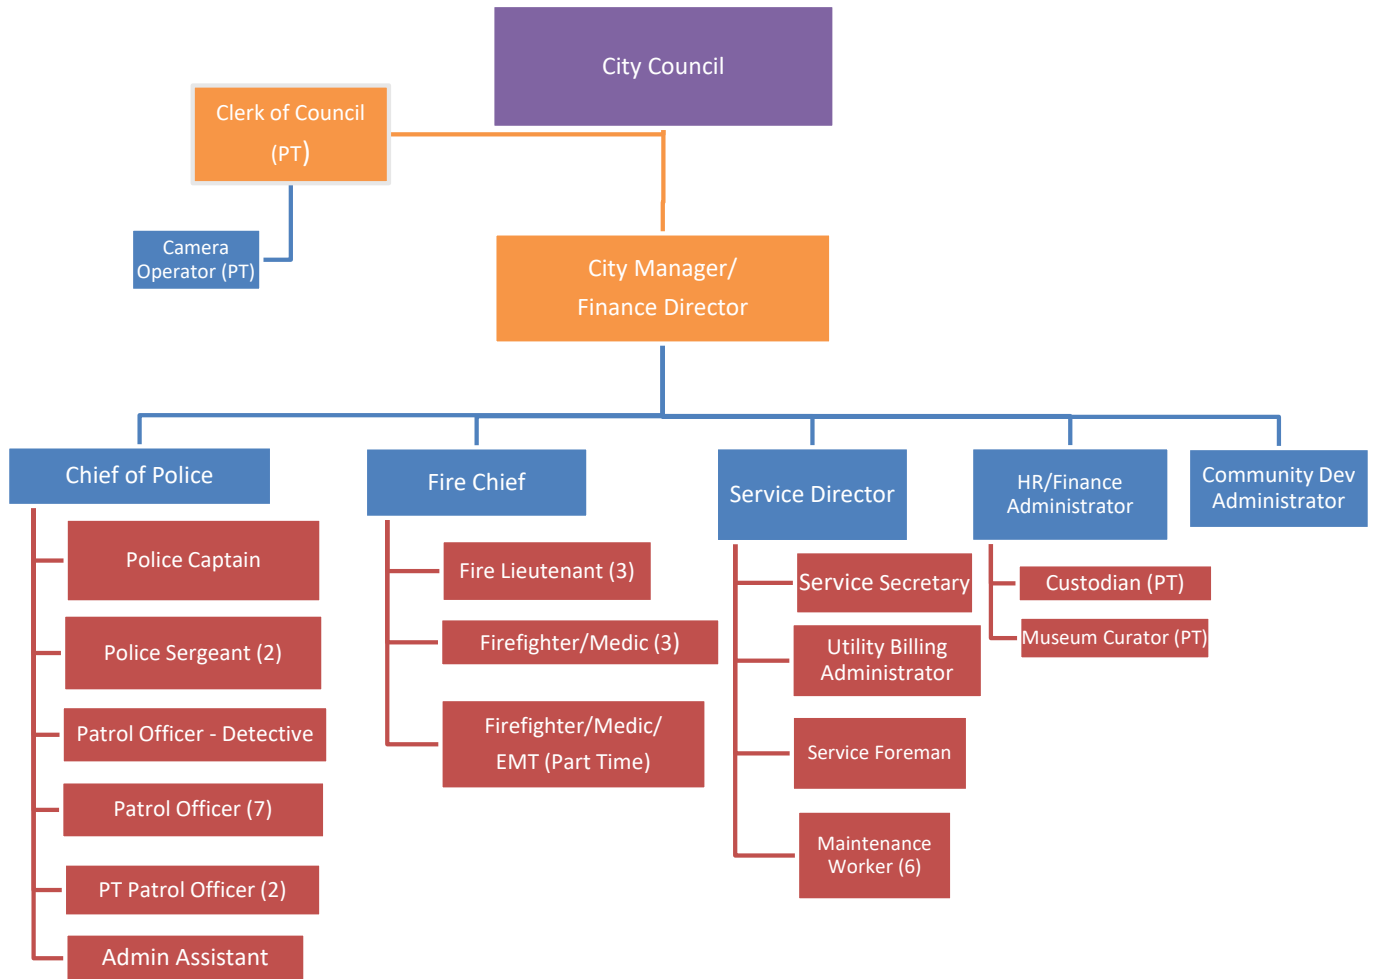 City Council
Clerk of Council
(PT)
Camera
Operator (PT)
City Manager/
Finance Director
Chief of Police
Fire Chief
Service Director
HR/Finance
Administrator
Community Dev
Administrator
Police Captain
Police Sergeant (2)
Patrol Officer - Detective
Patrol Officer (7)
PT Patrol Officer (2)
Admin Assistant
Fire Lieutenant (3)
Firefighter/Medic (3)
Firefighter/Medic/
EMT (Part Time)
Service Secretary
Utility Billing
Administrator
Service Foreman
Maintenance
Worker (6)
Custodian (PT)
Museum Curator (PT)